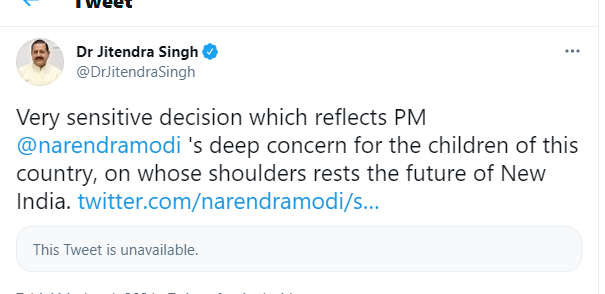 Tweet
Dr Jitendra Singh
@DrJitendraSingh
Very sensitive decision which reflects PM
@narendramodi 's deep concern for the children of this
country, on whose shoulders rests the future of New
India. twitter.com/narendramodi/s...
This Tweet is unavailable.